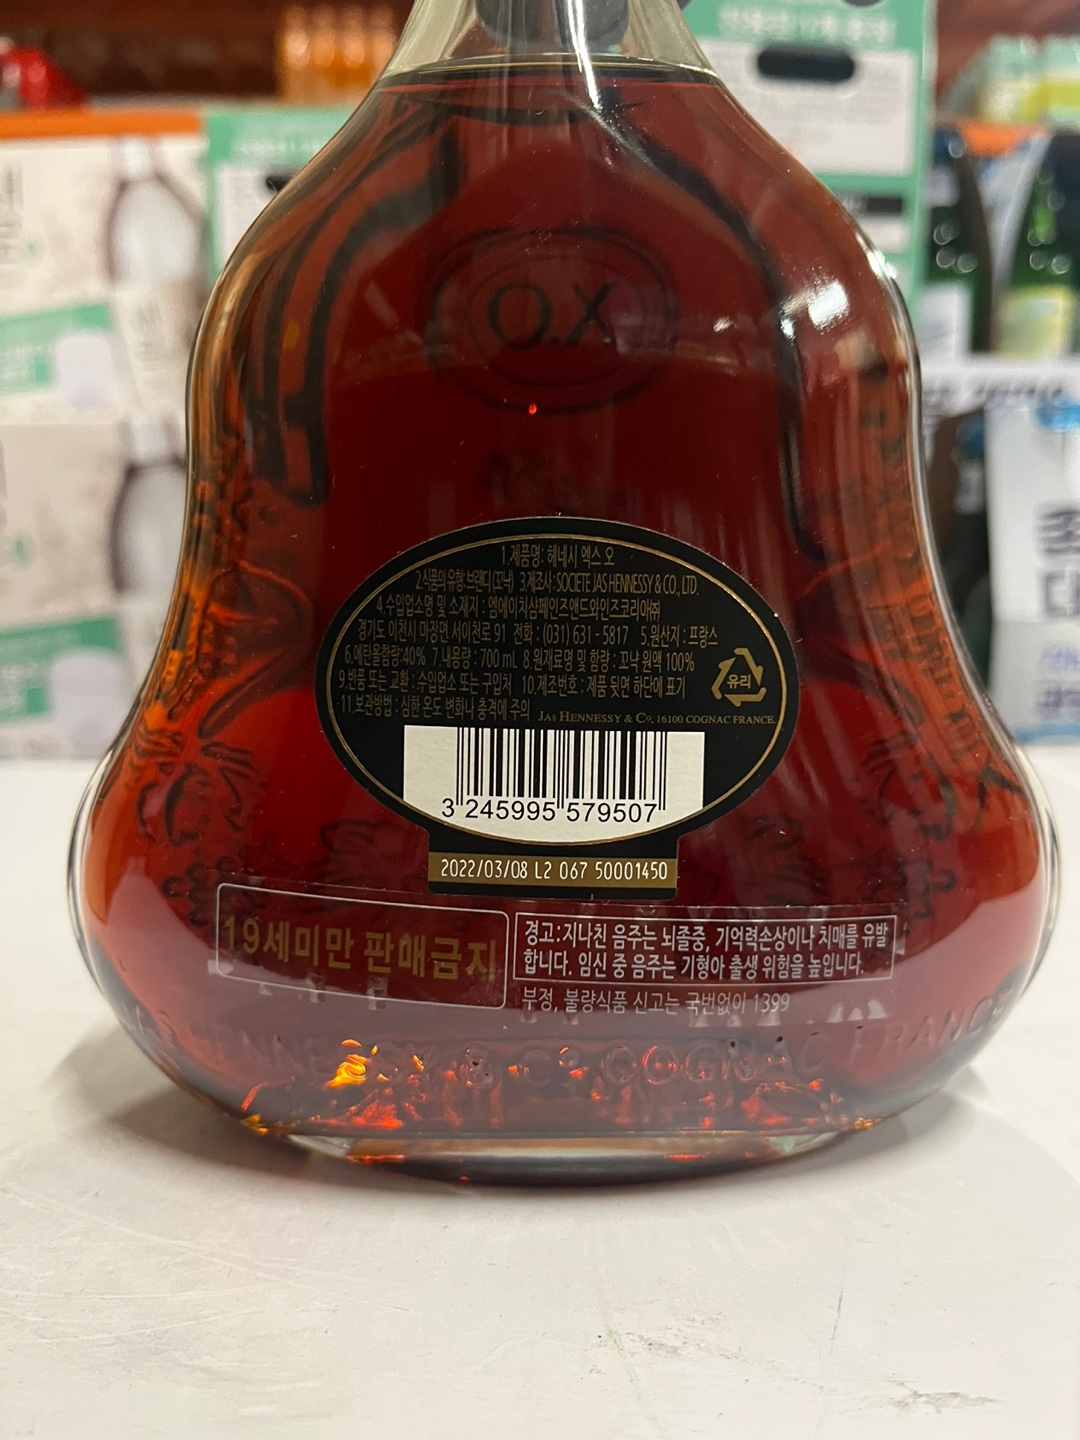 X.O
1.제품명: 헤네시 엑스 오
2.식품의유형:브랜디(꼬냑) 3.제조사:SOCIETE JAS HENNESSY & CO., LTD.
4.수입업소명 및 소재지 : 엠에이치샴페인즈앤드와인즈코리아㈜
경기도 이천시 마장면 서이천로 91 전화 : (031) 631 - 5817 5.원산지 : 프랑스
6.에탄올함량:40% 7.내용량 : 700 mL 8.원재료명 및 함량 : 꼬냑 원액 100%
9.반품 또는 교환 : 수입업소 또는 구입처 10.제조번호 : 제품 뒷면 하단에 표기
11.보관방법 : 심한 온도 변화나 충격에 주의 JAS HENNESSY & Cº, 16100 COGNAC FRANCE.
유리
3 245995 579507
2022/03/08 L2 067 50001450
19세미만 판매금지
경고:지나친 음주는 뇌졸중, 기억력손상이나 치매를 유발
합니다. 임신 중 음주는 기형아 출생 위험을 높입니다.
부정, 불량식품 신고는 국번없이 1399
JAS HENNESSY & Cº COGNAC FRANCE